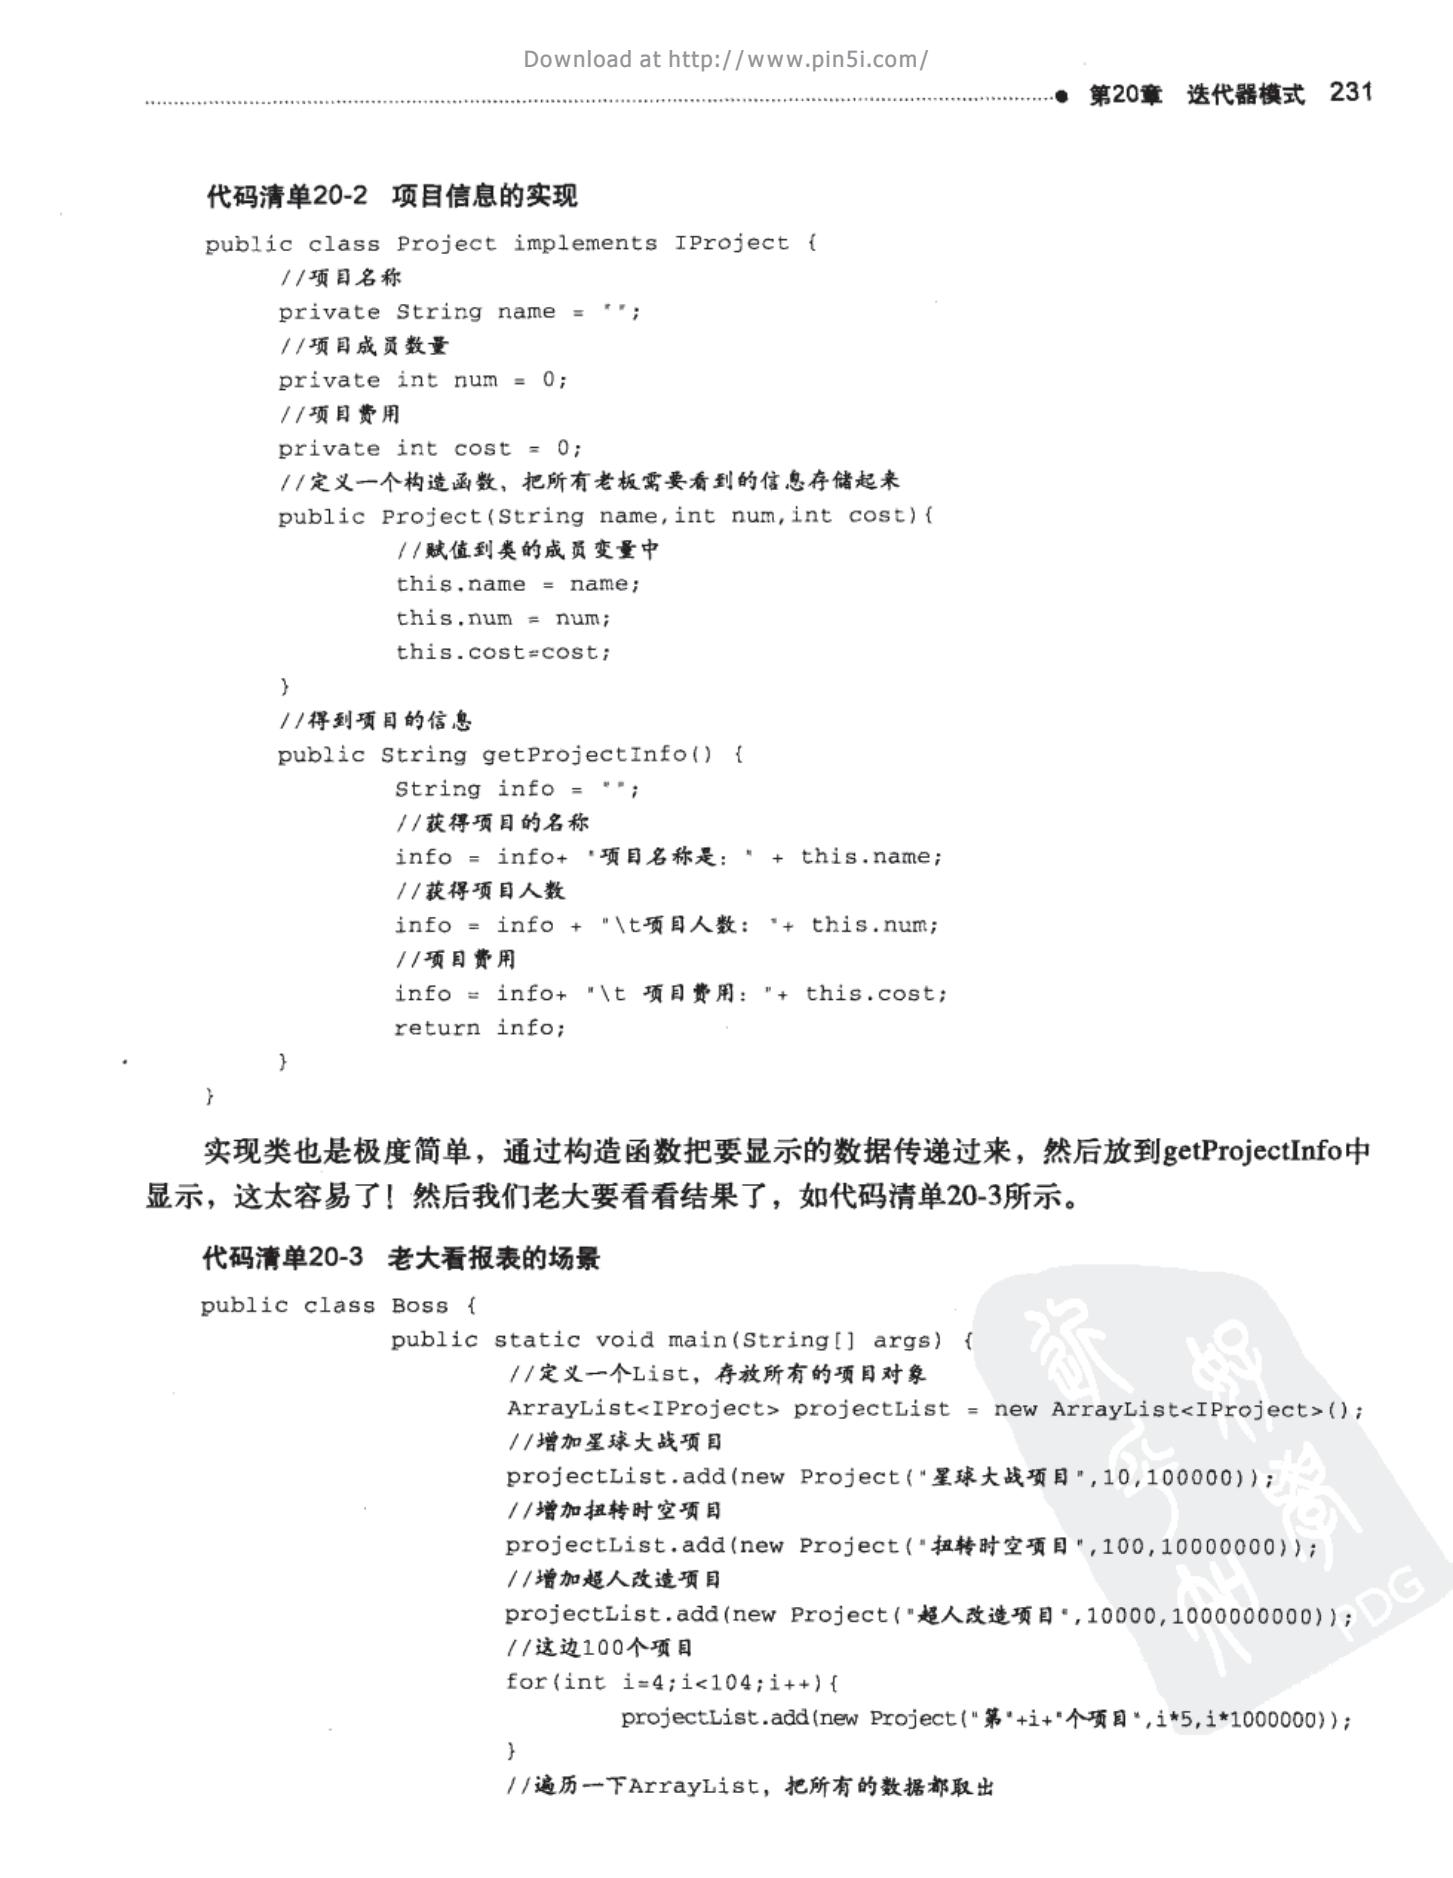 Download at http://www.pin5i.com/
第20章 迭代器模式 231
代码清单20-2 项目信息的实现
public class Project implements IProject {
//项目名称
private String name = "";
//项目成员数量
private int num = 0;
//项目费用
private int cost = 0;
//定义一个构造函数、把所有老板需要看到的信息存储起来
public Project(String name,int num,int cost){
//赋值到类的成员变量中
this.name = name;
this.num = num;
this.cost=cost;
}
//得到项目的信息
public String getProjectInfo() {
String info = "";
//获得项目的名称
info = info+ "项目名称是: " + this.name;
//获得项目人数
info = info + "\t项目人数: "+ this.num;
//项目费用
info = info+ "\t 项目费用: "+ this.cost;
return info;
}
}
实现类也是极度简单，通过构造函数把要显示的数据传递过来，然后放到getProjectInfo中
显示，这太容易了！然后我们老大要看看结果了，如代码清单20-3所示。
代码清单20-3 老大看报表的场景
public class Boss {
public static void main(String[] args) {
//定义一个List，存放所有的项目对象
ArrayList<IProject> projectList = new ArrayList<IProject>();
//增加星球大战项目
projectList.add(new Project("星球大战项目",10,100000));
//增加扭转时空项目
projectList.add(new Project("扭转时空项目",100,10000000));
//增加超人改造项目
projectList.add(new Project("超人改造项目",10000,1000000000));
//这边100个项目
for(int i=4;i<104;i++){
projectList.add(new Project("第"+i+"个项目",i*5,i*1000000));
}
//遍历一下ArrayList，把所有的数据都取出
PDG